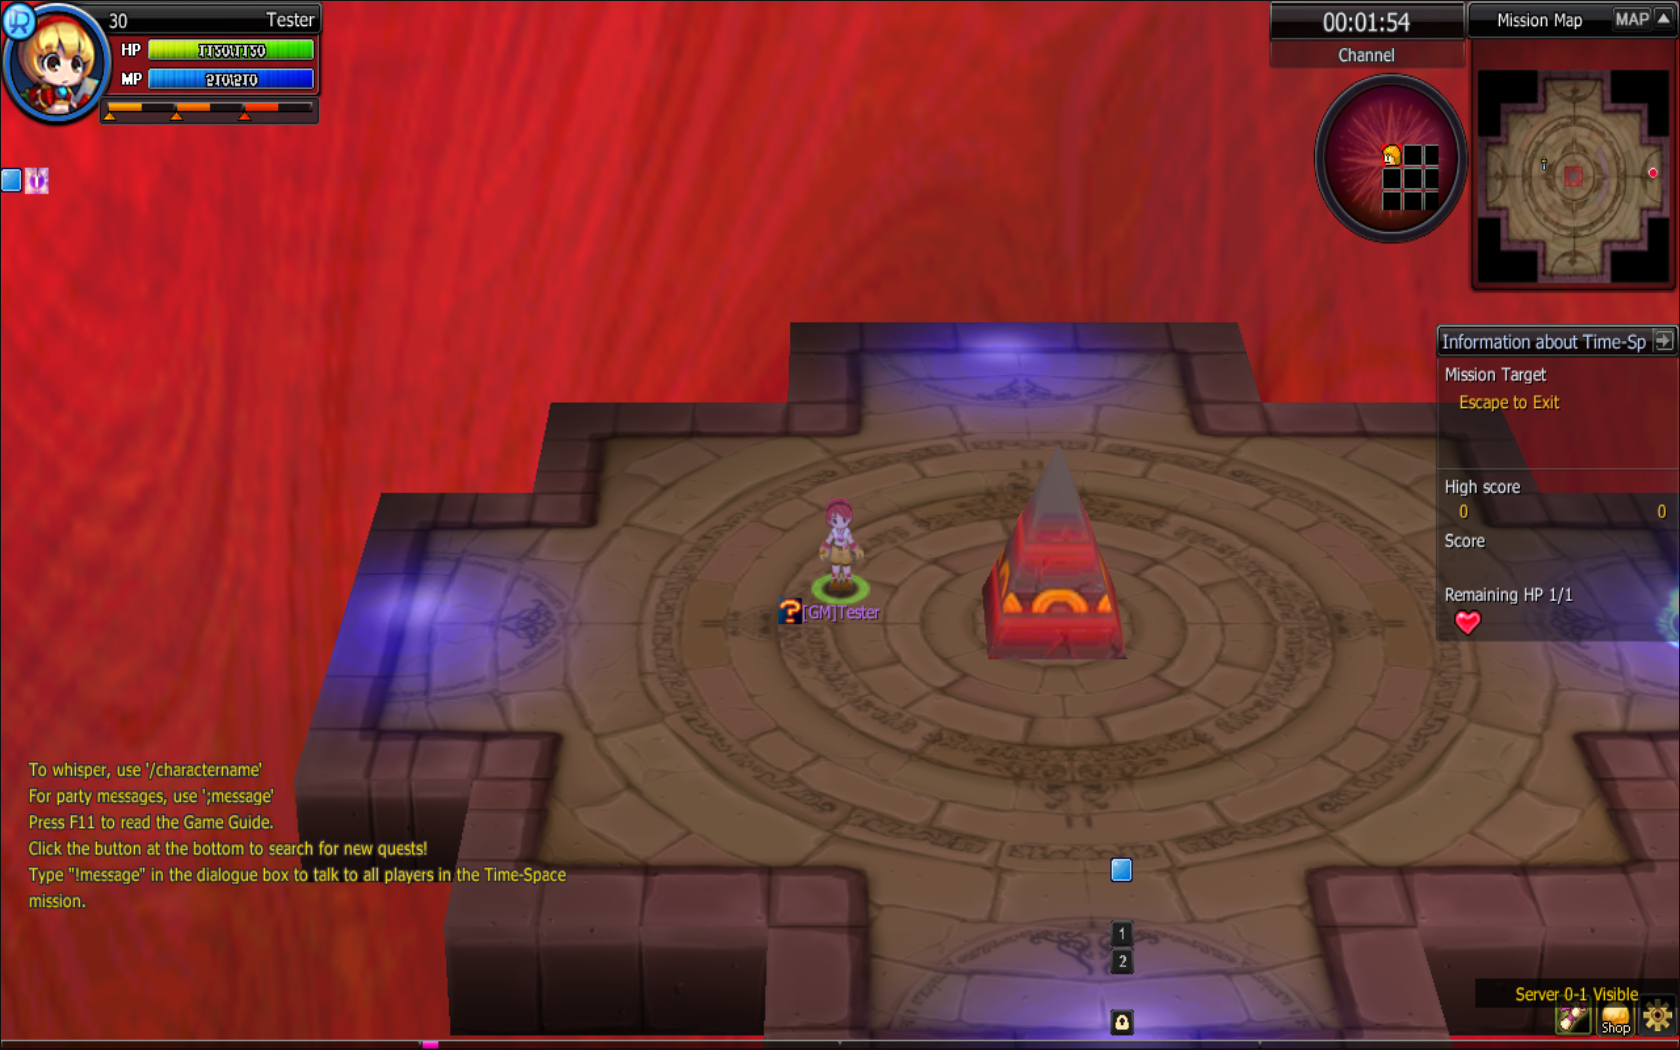 30
Tester
HP
1120\1120
MP
510\510
00:01:54
Channel
Mission Map
MAP
Information about Time-Sp
Mission Target
Escape to Exit
High score
0
0
Score
Remaining HP 1/1
[GM]Tester
To whisper, use '/charactername'
For party messages, use ';message'
Press F11 to read the Game Guide.
Click the button at the bottom to search for new quests!
Type "!message" in the dialogue box to talk to all players in the Time-Space
mission.
1
2
Server 0-1 Visible
Shop